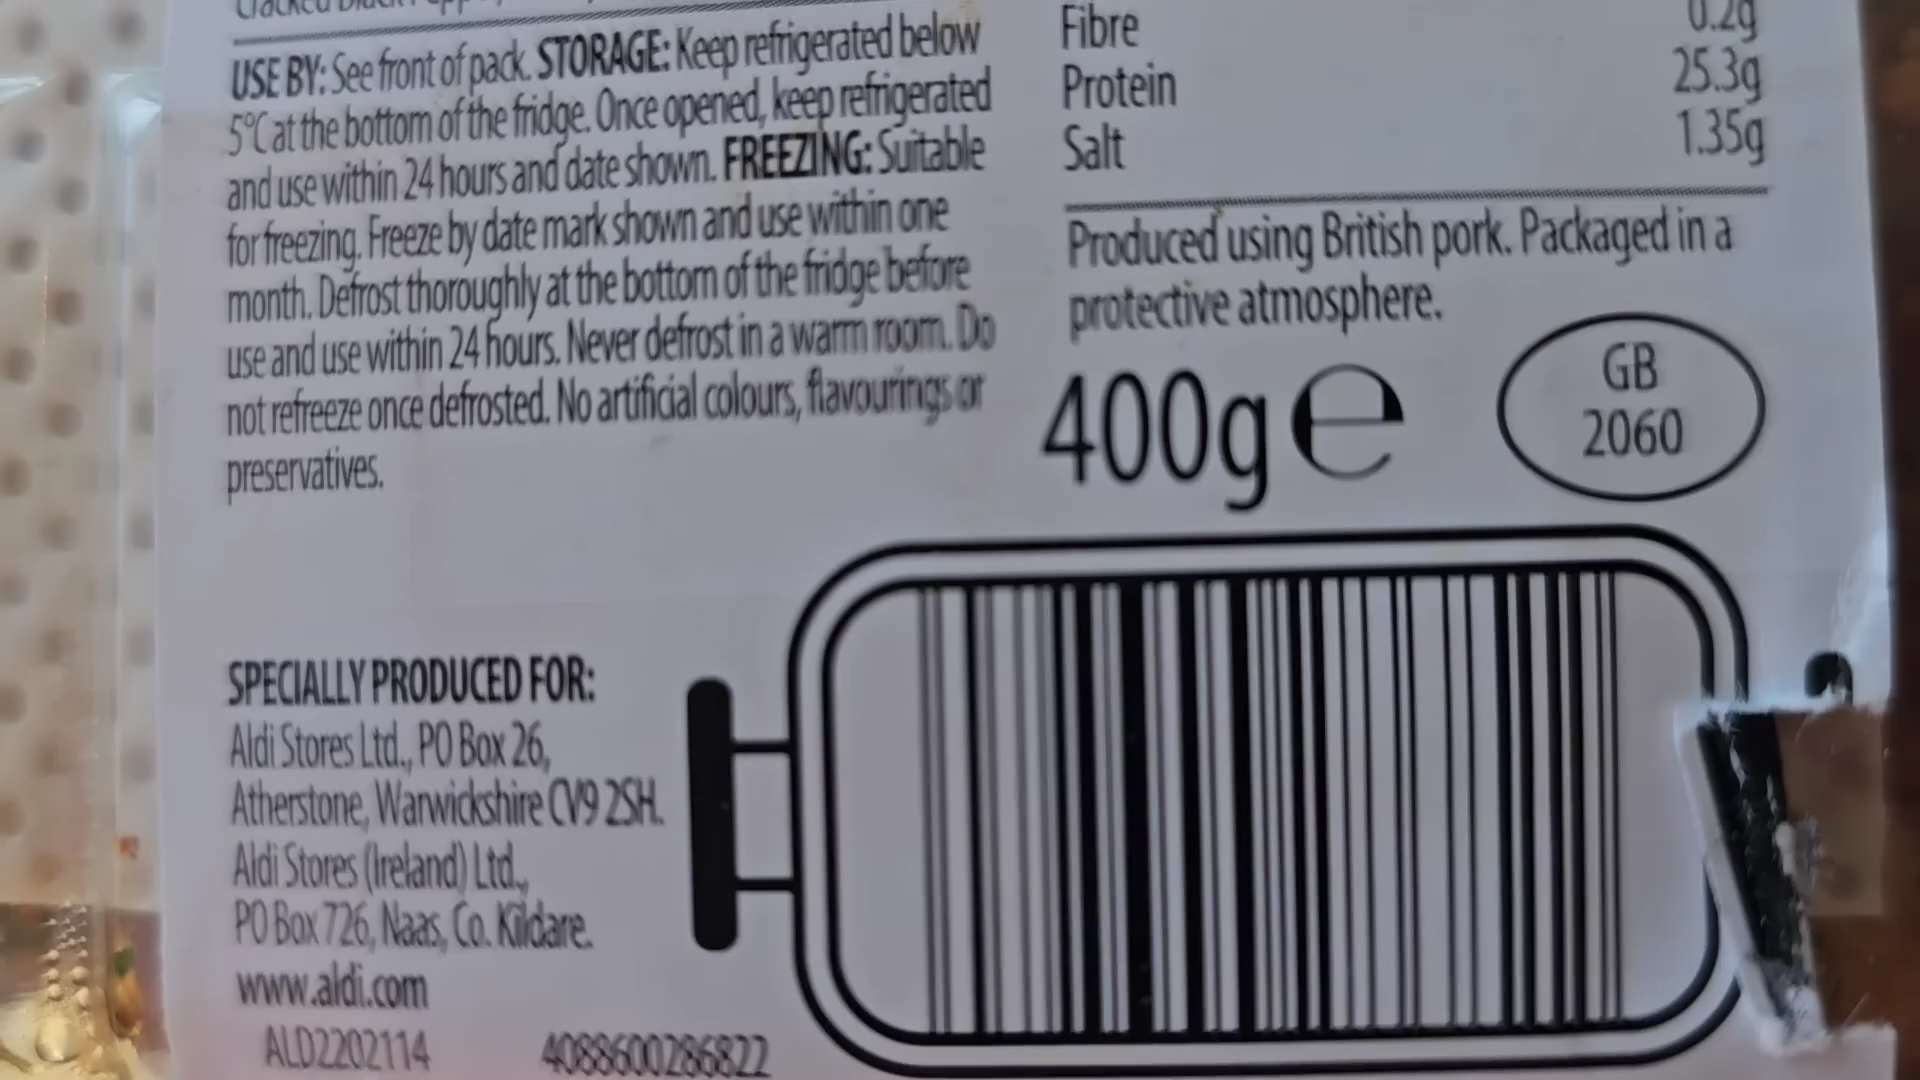 Cracked Black
USE BY: See front of pack. STORAGE: Keep refrigerated below
5°C at the bottom of the fridge. Once opened, keep refrigerated
and use within 24 hours and date shown. FREEZING: Suitable
for freezing. Freeze by date mark shown and use within one
month. Defrost thoroughly at the bottom of the fridge before
use and use within 24 hours. Never defrost in a warm room. Do
not refreeze once defrosted. No artificial colours, flavourings or
preservatives.
Fibre 0.2g
Protein 25.3g
Salt 1.35g
Produced using British pork. Packaged in a
protective atmosphere.
400g e
GB
2060
SPECIALLY PRODUCED FOR:
Aldi Stores Ltd., PO Box 26,
Atherstone, Warwickshire CV9 2SH.
Aldi Stores (Ireland) Ltd.,
PO Box 726, Naas, Co. Kildare.
www.aldi.com
ALD2202114 4088600286822